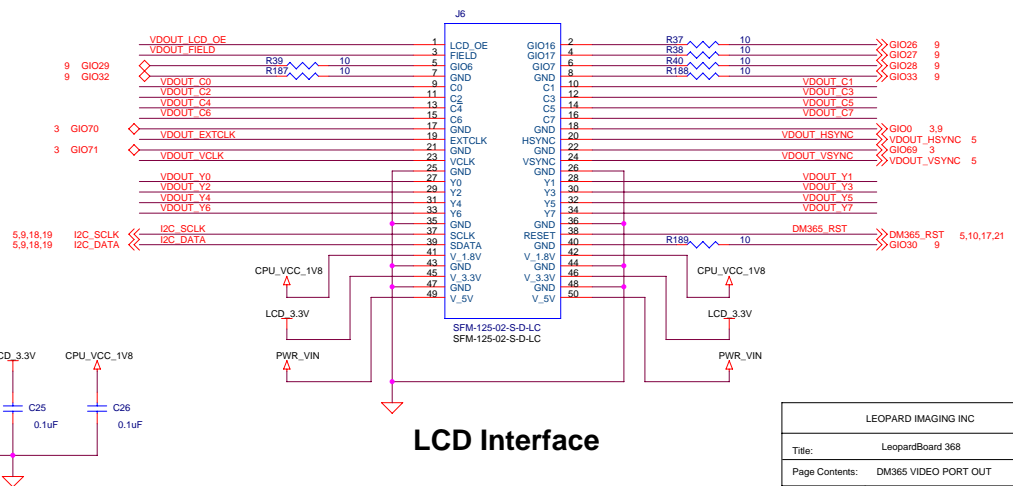 J6
VDOUT_LCD_OE 1 LCD_OE GIO16 2 R37 10 GIO26 9
VDOUT_FIELD 3 FIELD GIO17 4 R38 10 GIO27 9
9 GIO29 R39 10 5 GIO6 GIO7 6 R40 10 GIO28 9
9 GIO32 R187 10 7 GND GND 8 R188 10 GIO33 9
VDOUT_C0 9 C0 C1 10 VDOUT_C1
VDOUT_C2 11 C2 C3 12 VDOUT_C3
VDOUT_C4 13 C4 C5 14 VDOUT_C5
VDOUT_C6 15 C6 C7 16 VDOUT_C7
3 GIO70 17 GND GND 18 GIO0 3,9
VDOUT_EXTCLK 19 EXTCLK HSYNC 20 VDOUT_HSYNC VDOUT_HSYNC 5
3 GIO71 21 GND GND 22 GIO69 3
VDOUT_VCLK 23 VCLK VSYNC 24 VDOUT_VSYNC VDOUT_VSYNC 5
25 GND GND 26
VDOUT_Y0 27 Y0 Y1 28 VDOUT_Y1
VDOUT_Y2 29 Y2 Y3 30 VDOUT_Y3
VDOUT_Y4 31 Y4 Y5 32 VDOUT_Y5
VDOUT_Y6 33 Y6 Y7 34 VDOUT_Y7
35 GND GND 36
5,9,18,19 I2C_SCLK I2C_SCLK 37 SCLK RESET 38 DM365_RST DM365_RST 5,10,17,21
5,9,18,19 I2C_DATA I2C_DATA 39 SDATA GND 40 R189 10 GIO30 9
41 V_1.8V V_1.8V 42
43 GND GND 44
CPU_VCC_1V8 45 V_3.3V V_3.3V 46 CPU_VCC_1V8
47 GND GND 48
49 V_5V V_5V 50
LCD_3.3V LCD_3.3V
SFM-125-02-S-D-LC
SFM-125-02-S-D-LC
PWR_VIN PWR_VIN
CD_3.3V CPU_VCC_1V8
C25 C26
0.1uF 0.1uF
LCD Interface
LEOPARD IMAGING INC
Title: LeopardBoard 368
Page Contents: DM365 VIDEO PORT OUT